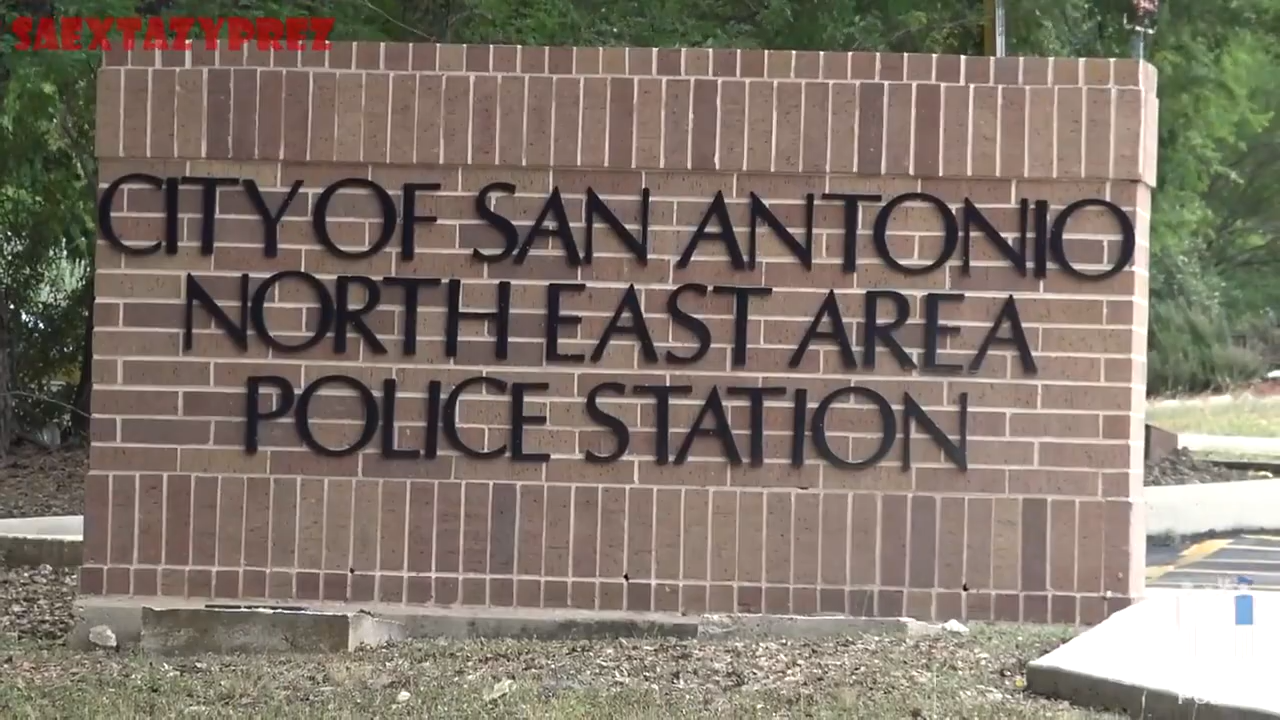 SAEXTAZYPREZ
CITY OF SAN ANTONIO
NORTH EAST AREA
POLICE STATION